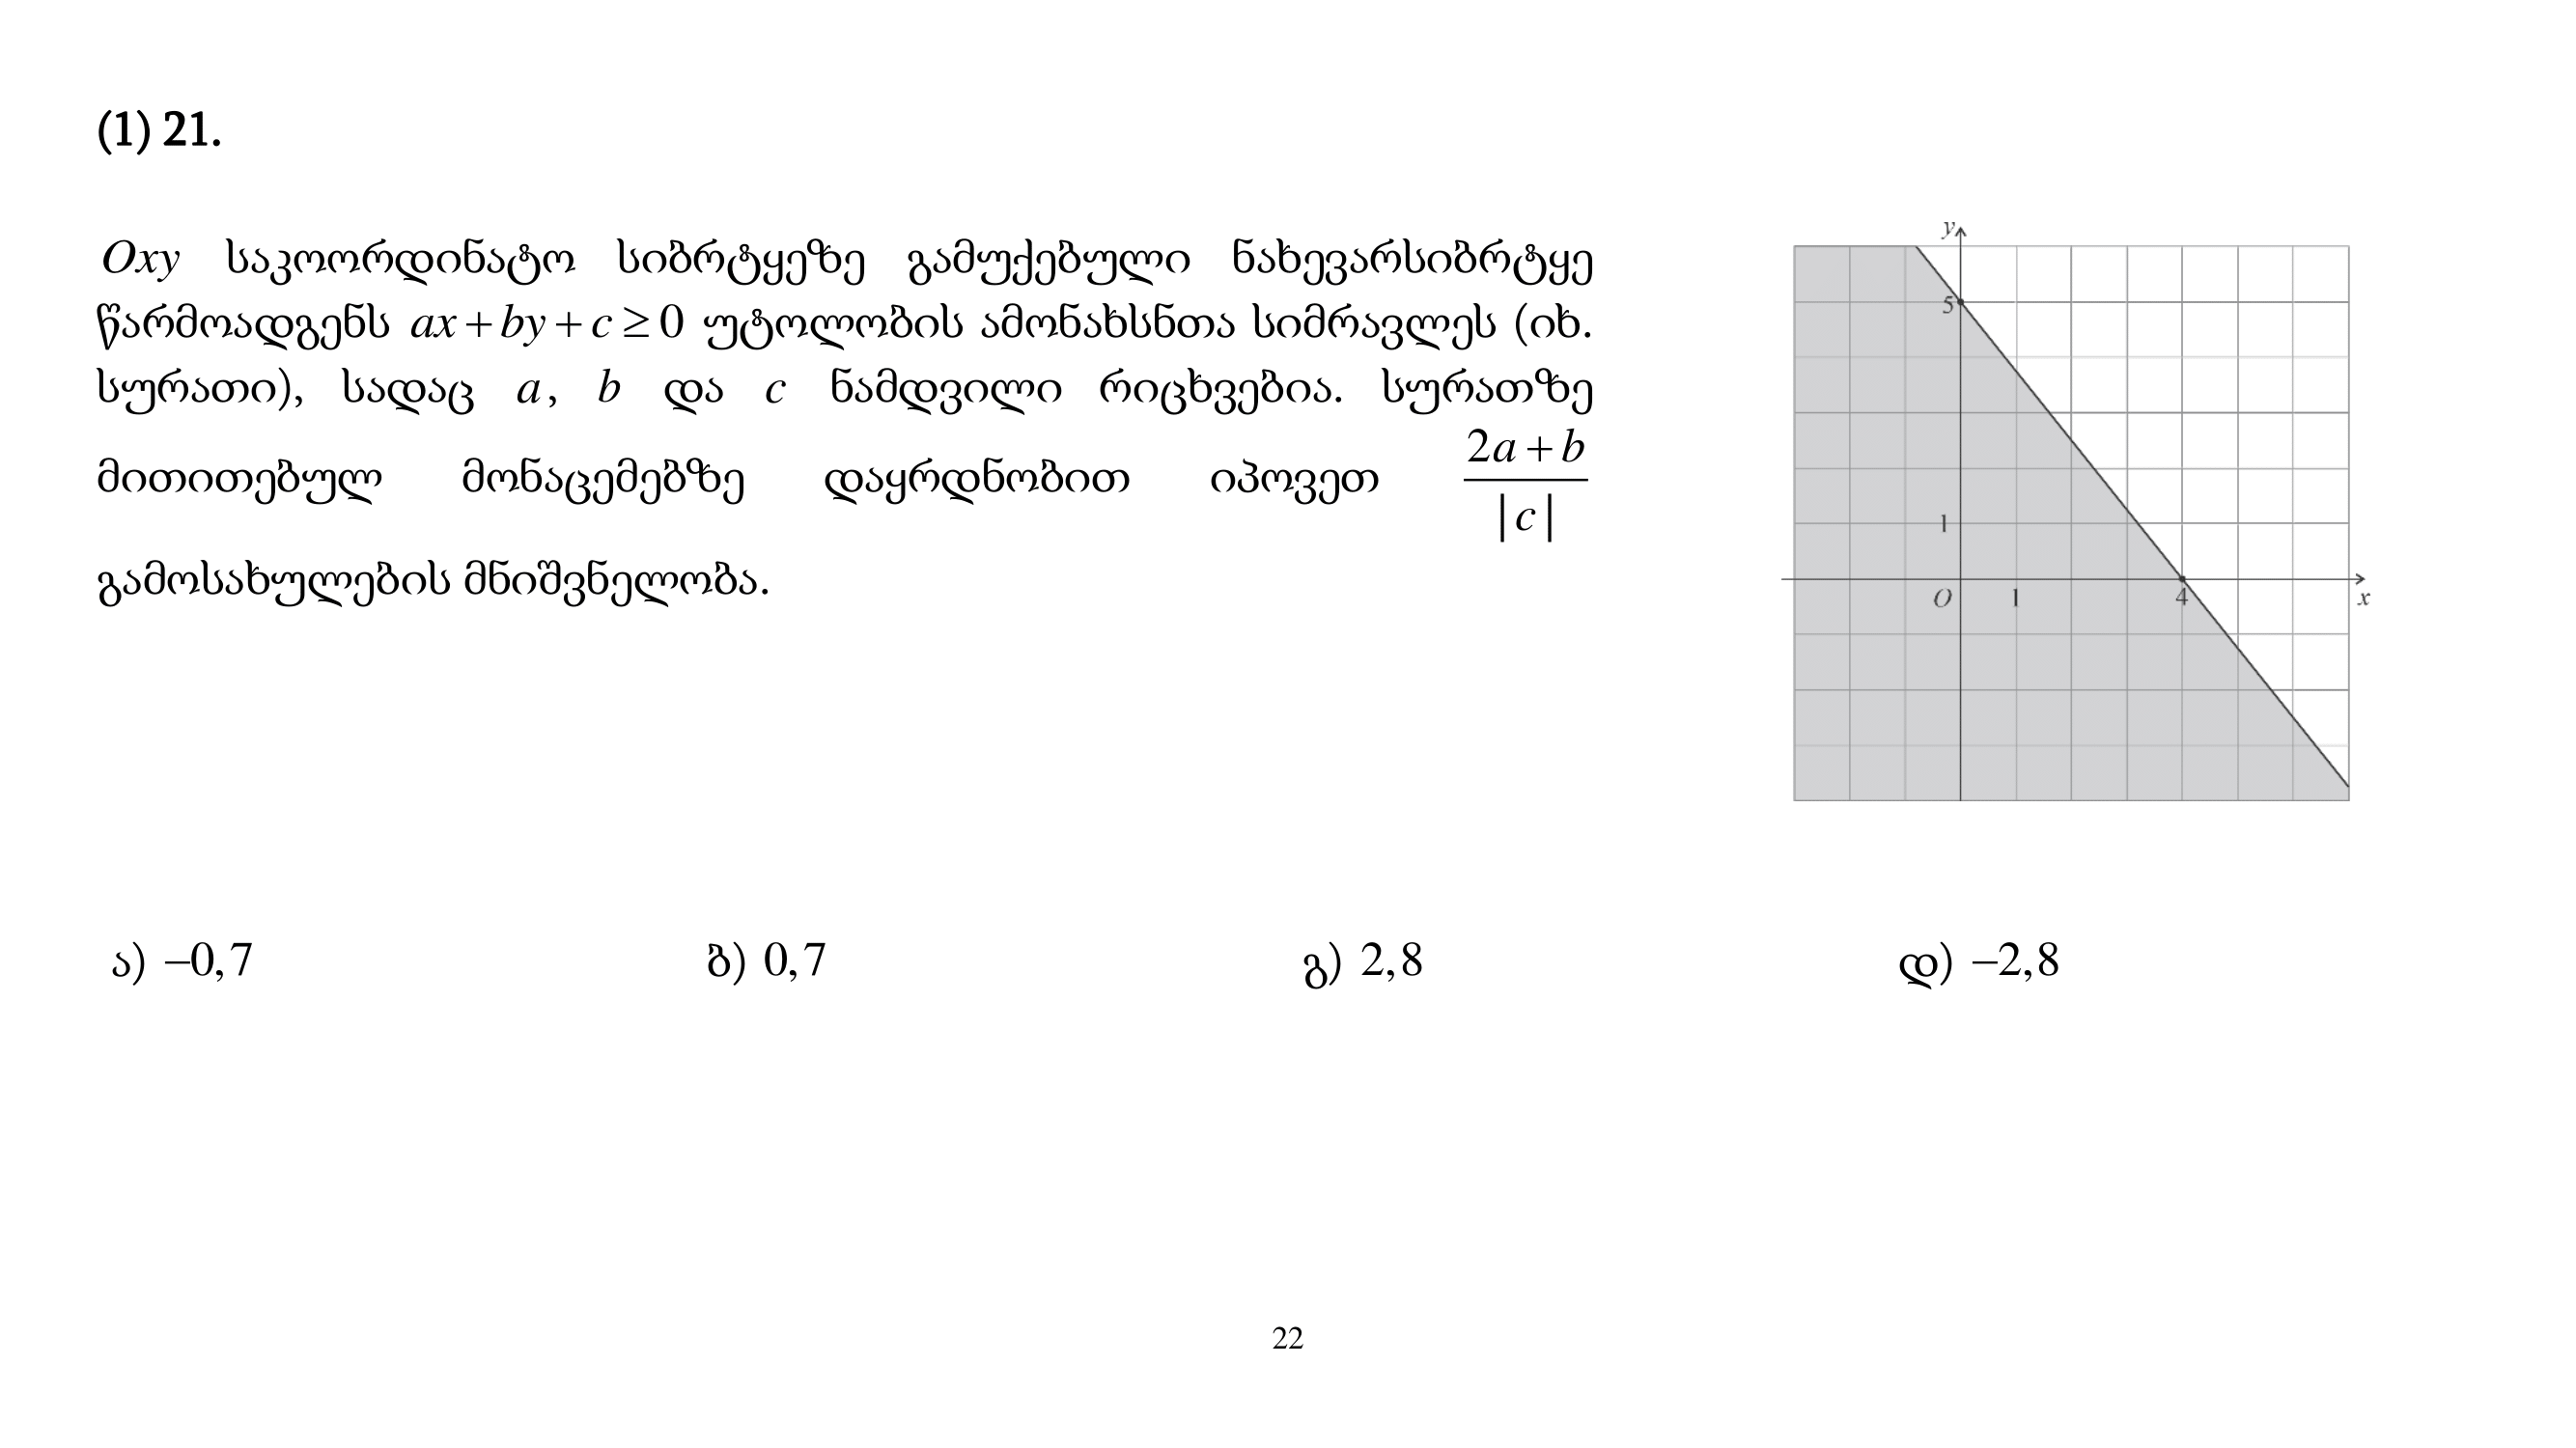 (1) 21.
Oxy საკოორდინატო სიბრტყეზე გამუქებული ნახევარსიბრტყე
წარმოადგენს ax + by + c ≥ 0 უტოლობის ამონახსნთა სიმრავლეს (იხ.
სურათი), სადაც a, b და c ნამდვილი რიცხვებია. სურათზე
მითითებულ მონაცემებზე დაყრდნობით იპოვეთ \frac{2a + b}{|c|}
გამოსახულების მნიშვნელობა.
y
5
1
O 1 4 x
ა) –0,7 ბ) 0,7 გ) 2,8 დ) –2,8
22